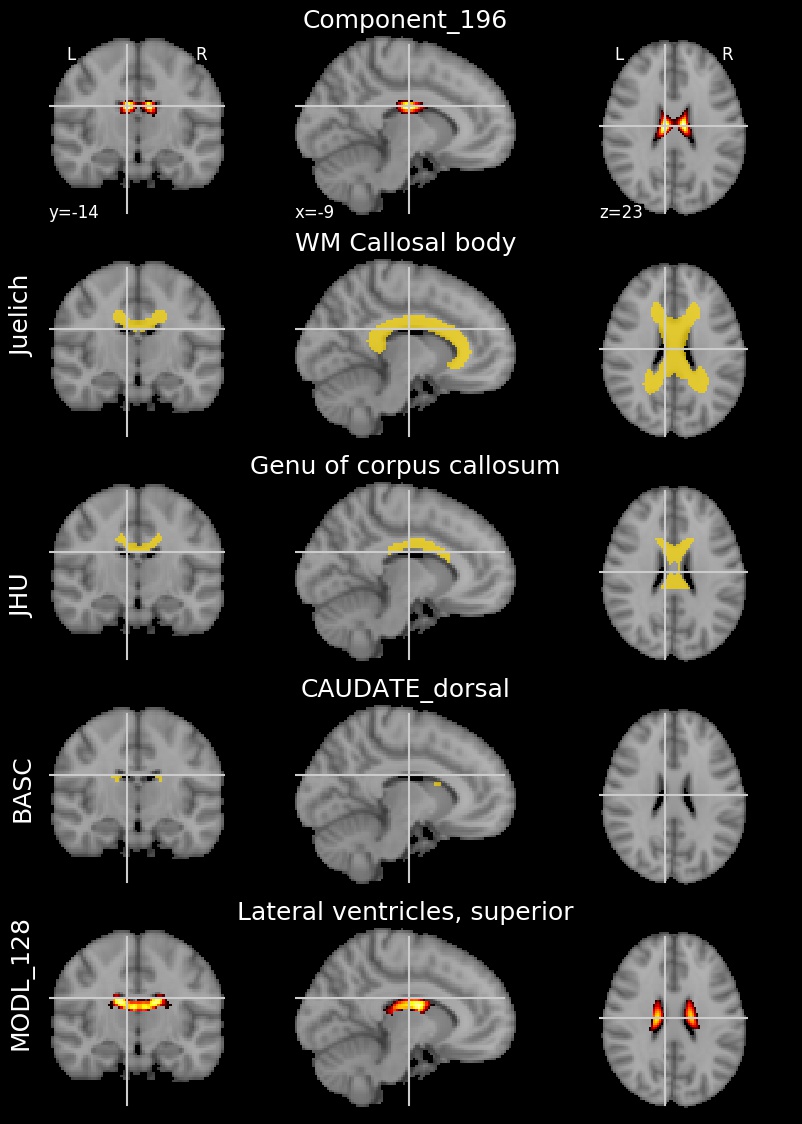 Component_196
L R L R
y=-14 x=-9 z=23
WM Callosal body
Juelich
Genu of corpus callosum
JHU
CAUDATE_dorsal
BASC
Lateral ventricles, superior
MODL_128